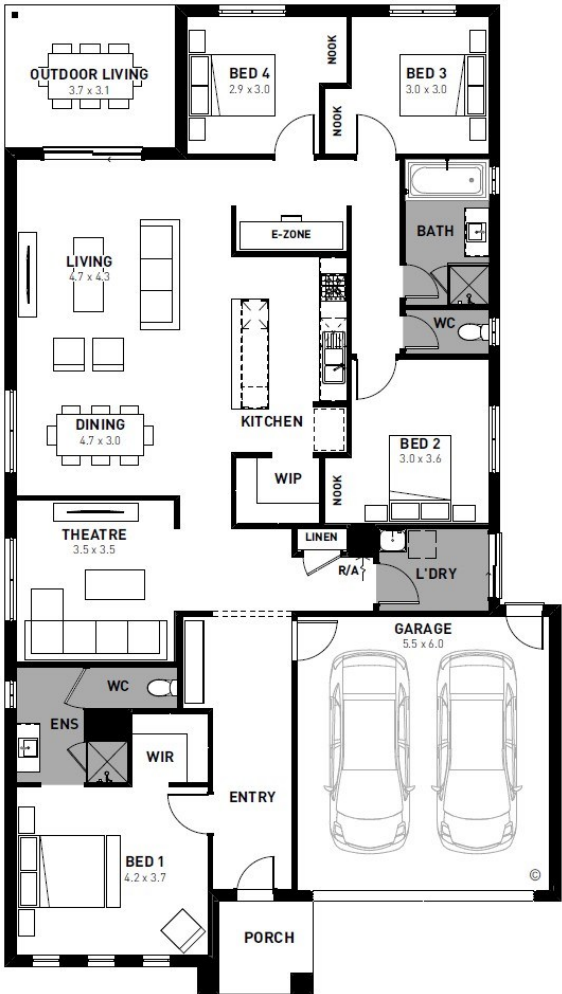 OUTDOOR LIVING
3.7 x 3.1
BED 4
2.9 x 3.0
NOOK
NOOK
BED 3
3.0 x 3.0
E-ZONE
BATH
LIVING
4.7 x 4.3
WC
DINING
4.7 x 3.0
KITCHEN
BED 2
3.0 x 3.6
WIP
NOOK
THEATRE
3.5 x 3.5
LINEN
R/A
L'DRY
GARAGE
5.5 x 6.0
WC
ENS
WIR
ENTRY
BED 1
4.2 x 3.7
©
PORCH